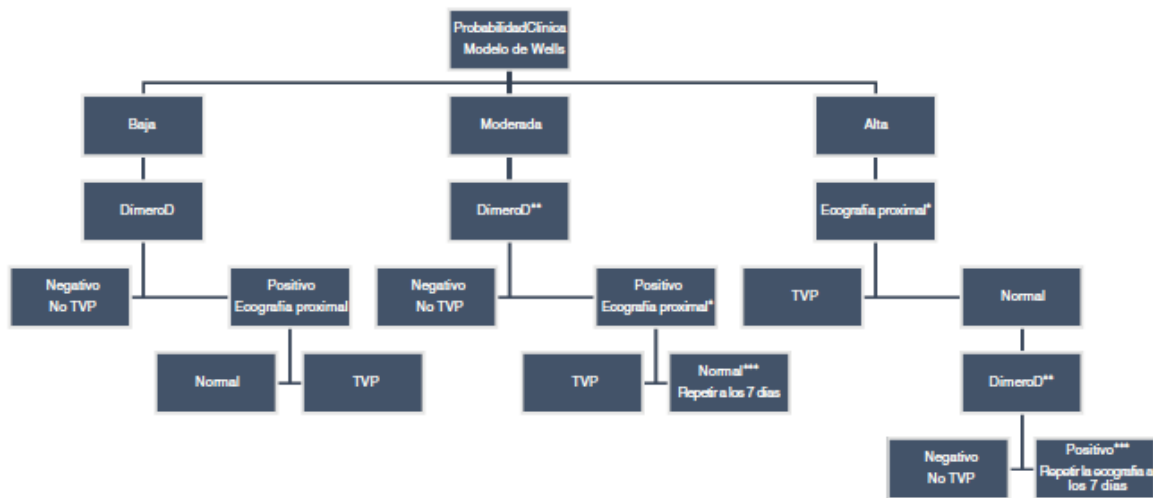 ProbabilidadClínica
Modelo de Wells
Baja
Moderada
Alta
DímeroD
DímeroD**
Ecografía proximal*
Negativo
No TVP
Positivo
Ecografía proximal
Negativo
No TVP
Positivo
Ecografía proximal*
TVP
Normal
Normal
TVP
TVP
Normal***
Repetir a los 7 días
DímeroD**
Negativo
No TVP
Positivo***
Repetir la ecografía a
los 7 días